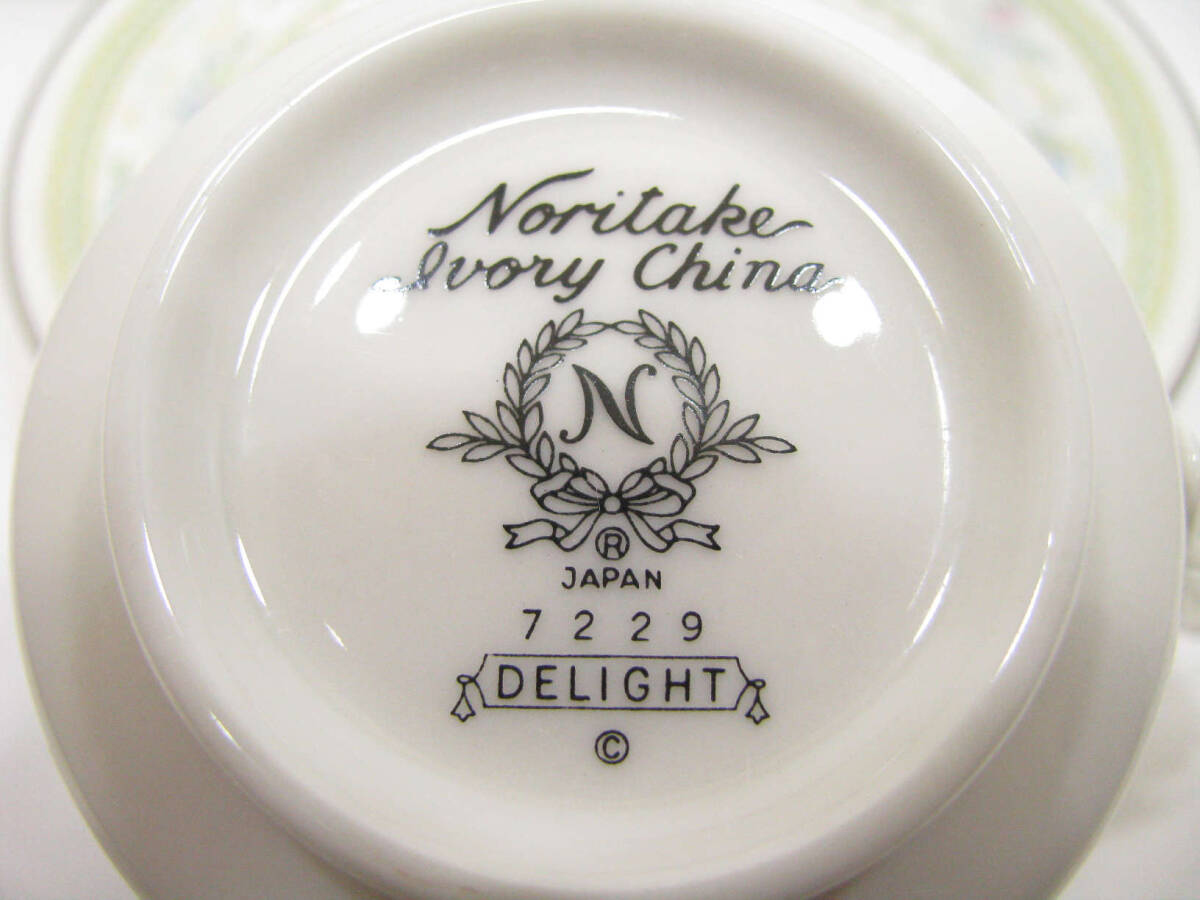 Noritake
Ivory China
N
®
JAPAN
7229
DELIGHT
©